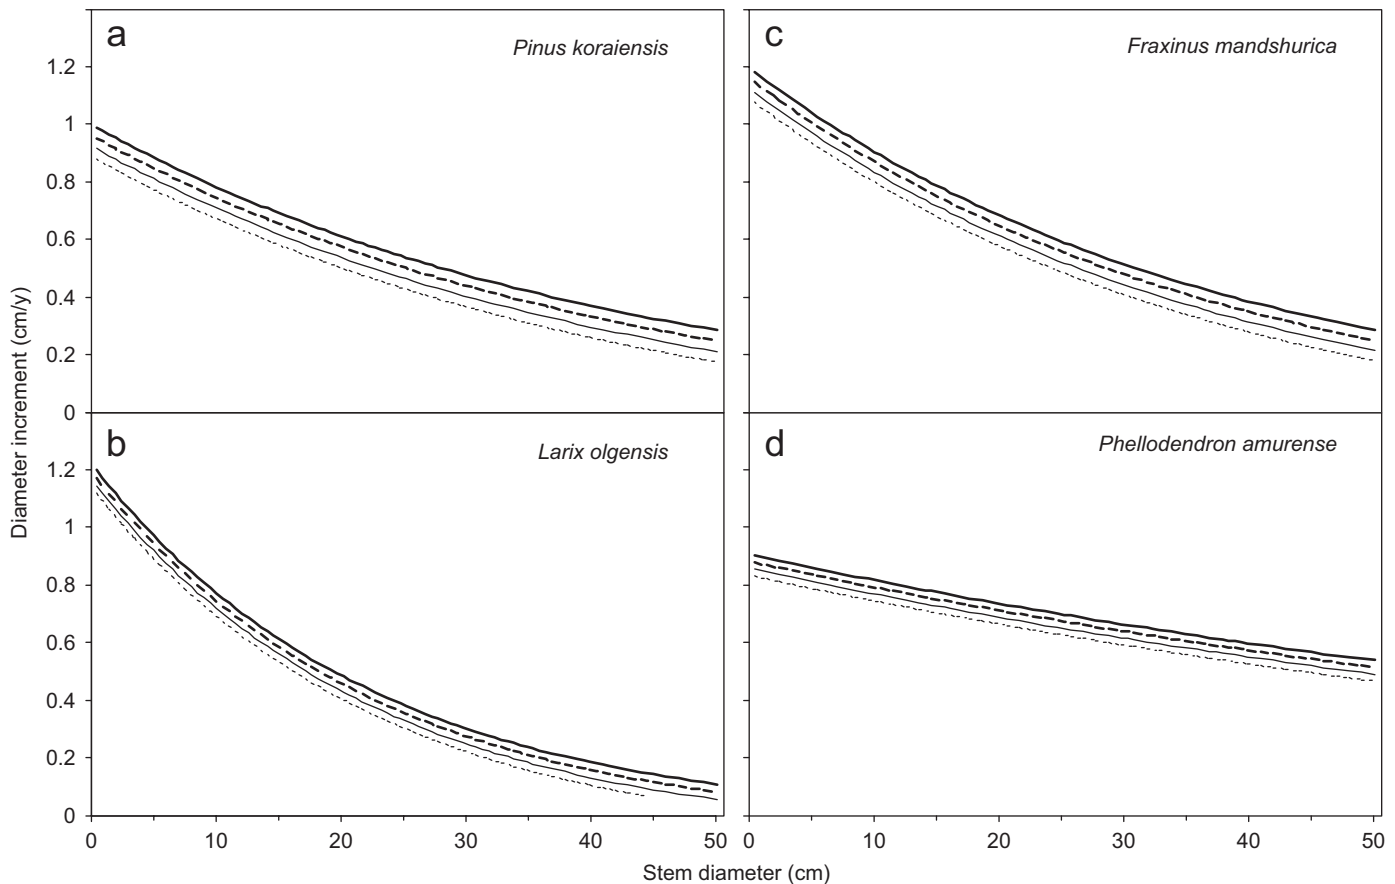 a
Pinus koraiensis
c
Fraxinus mandshurica
1.2
1
0.8
0.6
0.4
0.2
0
b
Larix olgensis
d
Phellodendron amurense
1.2
1
0.8
0.6
0.4
0.2
0
Diameter increment (cm/y)
0 10 20 30 40 50
0 10 20 30 40 50
Stem diameter (cm)